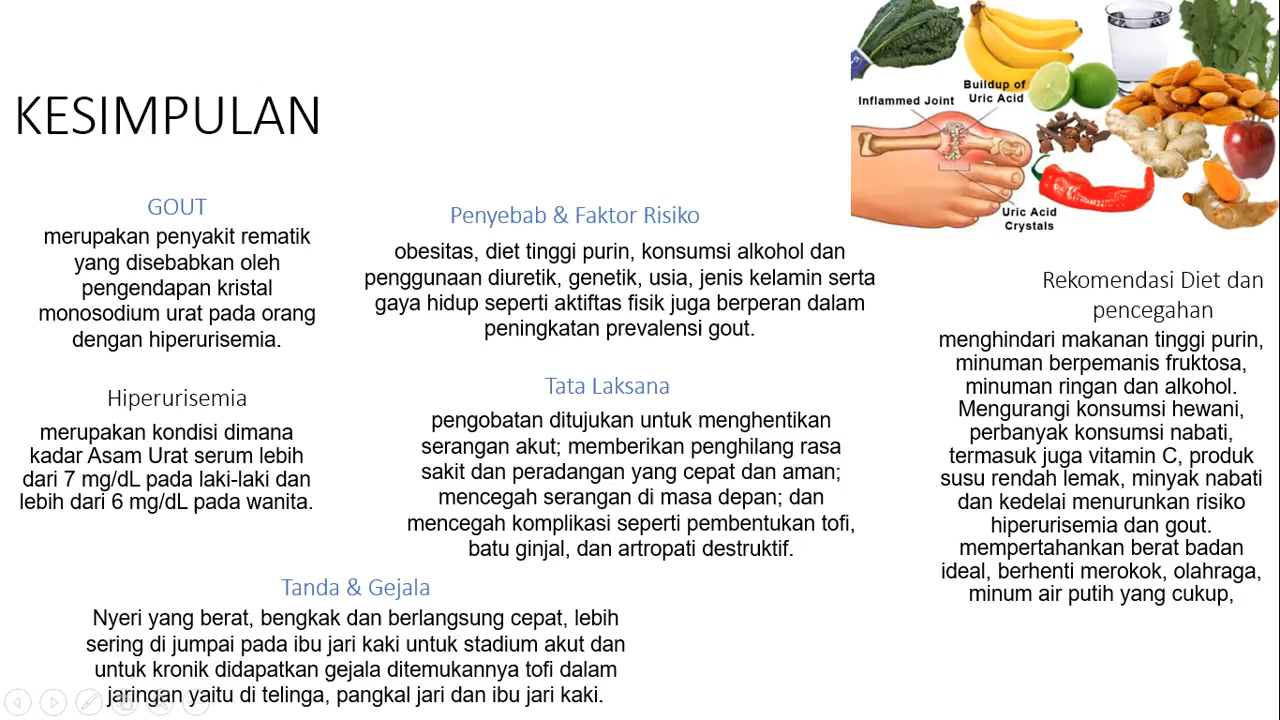 KESIMPULAN
Inflammed Joint
Buildup of
Uric Acid
Uric Acid
Crystals
GOUT
merupakan penyakit rematik
yang disebabkan oleh
pengendapan kristal
monosodium urat pada orang
dengan hiperurisemia.
Hiperurisemia
merupakan kondisi dimana
kadar Asam Urat serum lebih
dari 7 mg/dL pada laki-laki dan
lebih dari 6 mg/dL pada wanita.
Penyebab & Faktor Risiko
obesitas, diet tinggi purin, konsumsi alkohol dan
penggunaan diuretik, genetik, usia, jenis kelamin serta
gaya hidup seperti aktiftas fisik juga berperan dalam
peningkatan prevalensi gout.
Tata Laksana
pengobatan ditujukan untuk menghentikan
serangan akut; memberikan penghilang rasa
sakit dan peradangan yang cepat dan aman;
mencegah serangan di masa depan; dan
mencegah komplikasi seperti pembentukan tofi,
batu ginjal, dan artropati destruktif.
Tanda & Gejala
Nyeri yang berat, bengkak dan berlangsung cepat, lebih
sering di jumpai pada ibu jari kaki untuk stadium akut dan
untuk kronik didapatkan gejala ditemukannya tofi dalam
jaringan yaitu di telinga, pangkal jari dan ibu jari kaki.
Rekomendasi Diet dan
pencegahan
menghindari makanan tinggi purin,
minuman berpemanis fruktosa,
minuman ringan dan alkohol.
Mengurangi konsumsi hewani,
perbanyak konsumsi nabati,
termasuk juga vitamin C, produk
susu rendah lemak, minyak nabati
dan kedelai menurunkan risiko
hiperurisemia dan gout.
mempertahankan berat badan
ideal, berhenti merokok, olahraga,
minum air putih yang cukup,